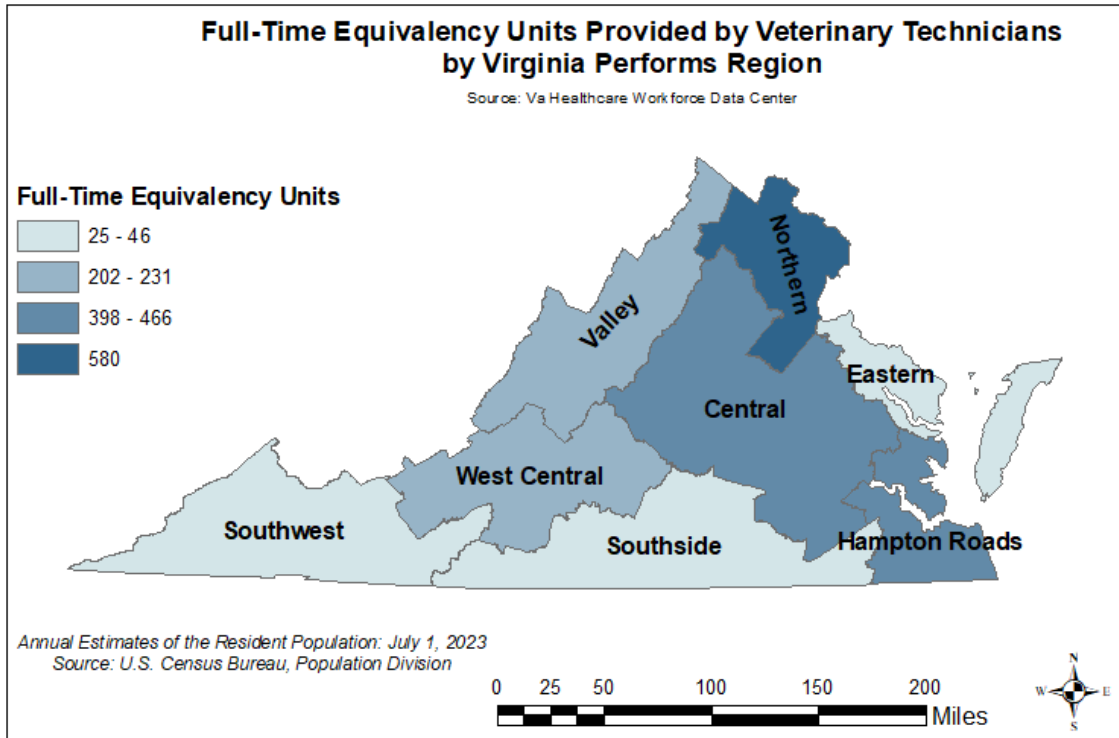 Full-Time Equivalency Units Provided by Veterinary Technicians
by Virginia Performs Region
Source: Va Healthcare Workforce Data Center
Full-Time Equivalency Units
25 - 46
202 - 231
398 - 466
580
Northern
Valley
Eastern
Central
West Central
Southwest
Southside
Hampton Roads
Annual Estimates of the Resident Population: July 1, 2023
Source: U.S. Census Bureau, Population Division
0 25 50 100 150 200
Miles
N
W E
S